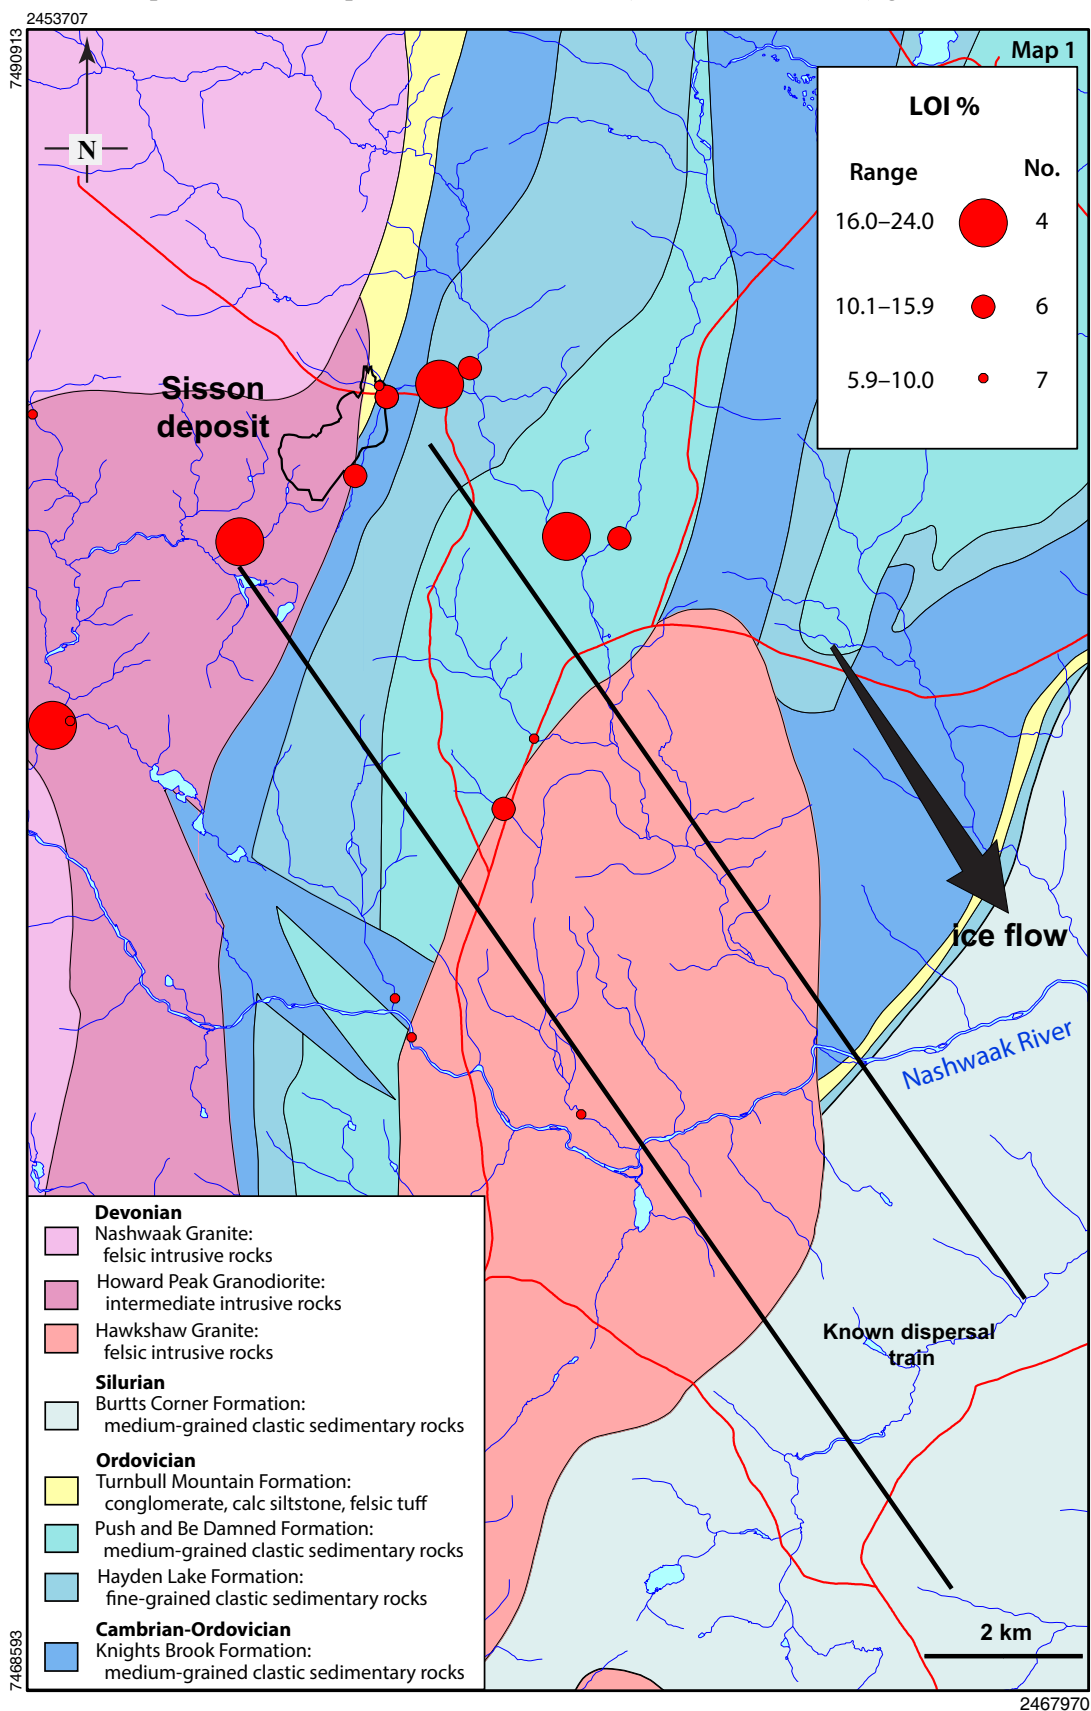 2453707
7490913
Map 1
N
LOI %
Range
No.
16.0–24.0 4
10.1–15.9 6
5.9–10.0 7
Sisson
deposit
ice flow
Nashwaak River
Known dispersal
train
Devonian
Nashwaak Granite:
felsic intrusive rocks
Howard Peak Granodiorite:
intermediate intrusive rocks
Hawkshaw Granite:
felsic intrusive rocks
Silurian
Burtts Corner Formation:
medium-grained clastic sedimentary rocks
Ordovician
Turnbull Mountain Formation:
conglomerate, calc siltstone, felsic tuff
Push and Be Damned Formation:
medium-grained clastic sedimentary rocks
Hayden Lake Formation:
fine-grained clastic sedimentary rocks
Cambrian-Ordovician
Knights Brook Formation:
medium-grained clastic sedimentary rocks
2 km
7468593
2467970